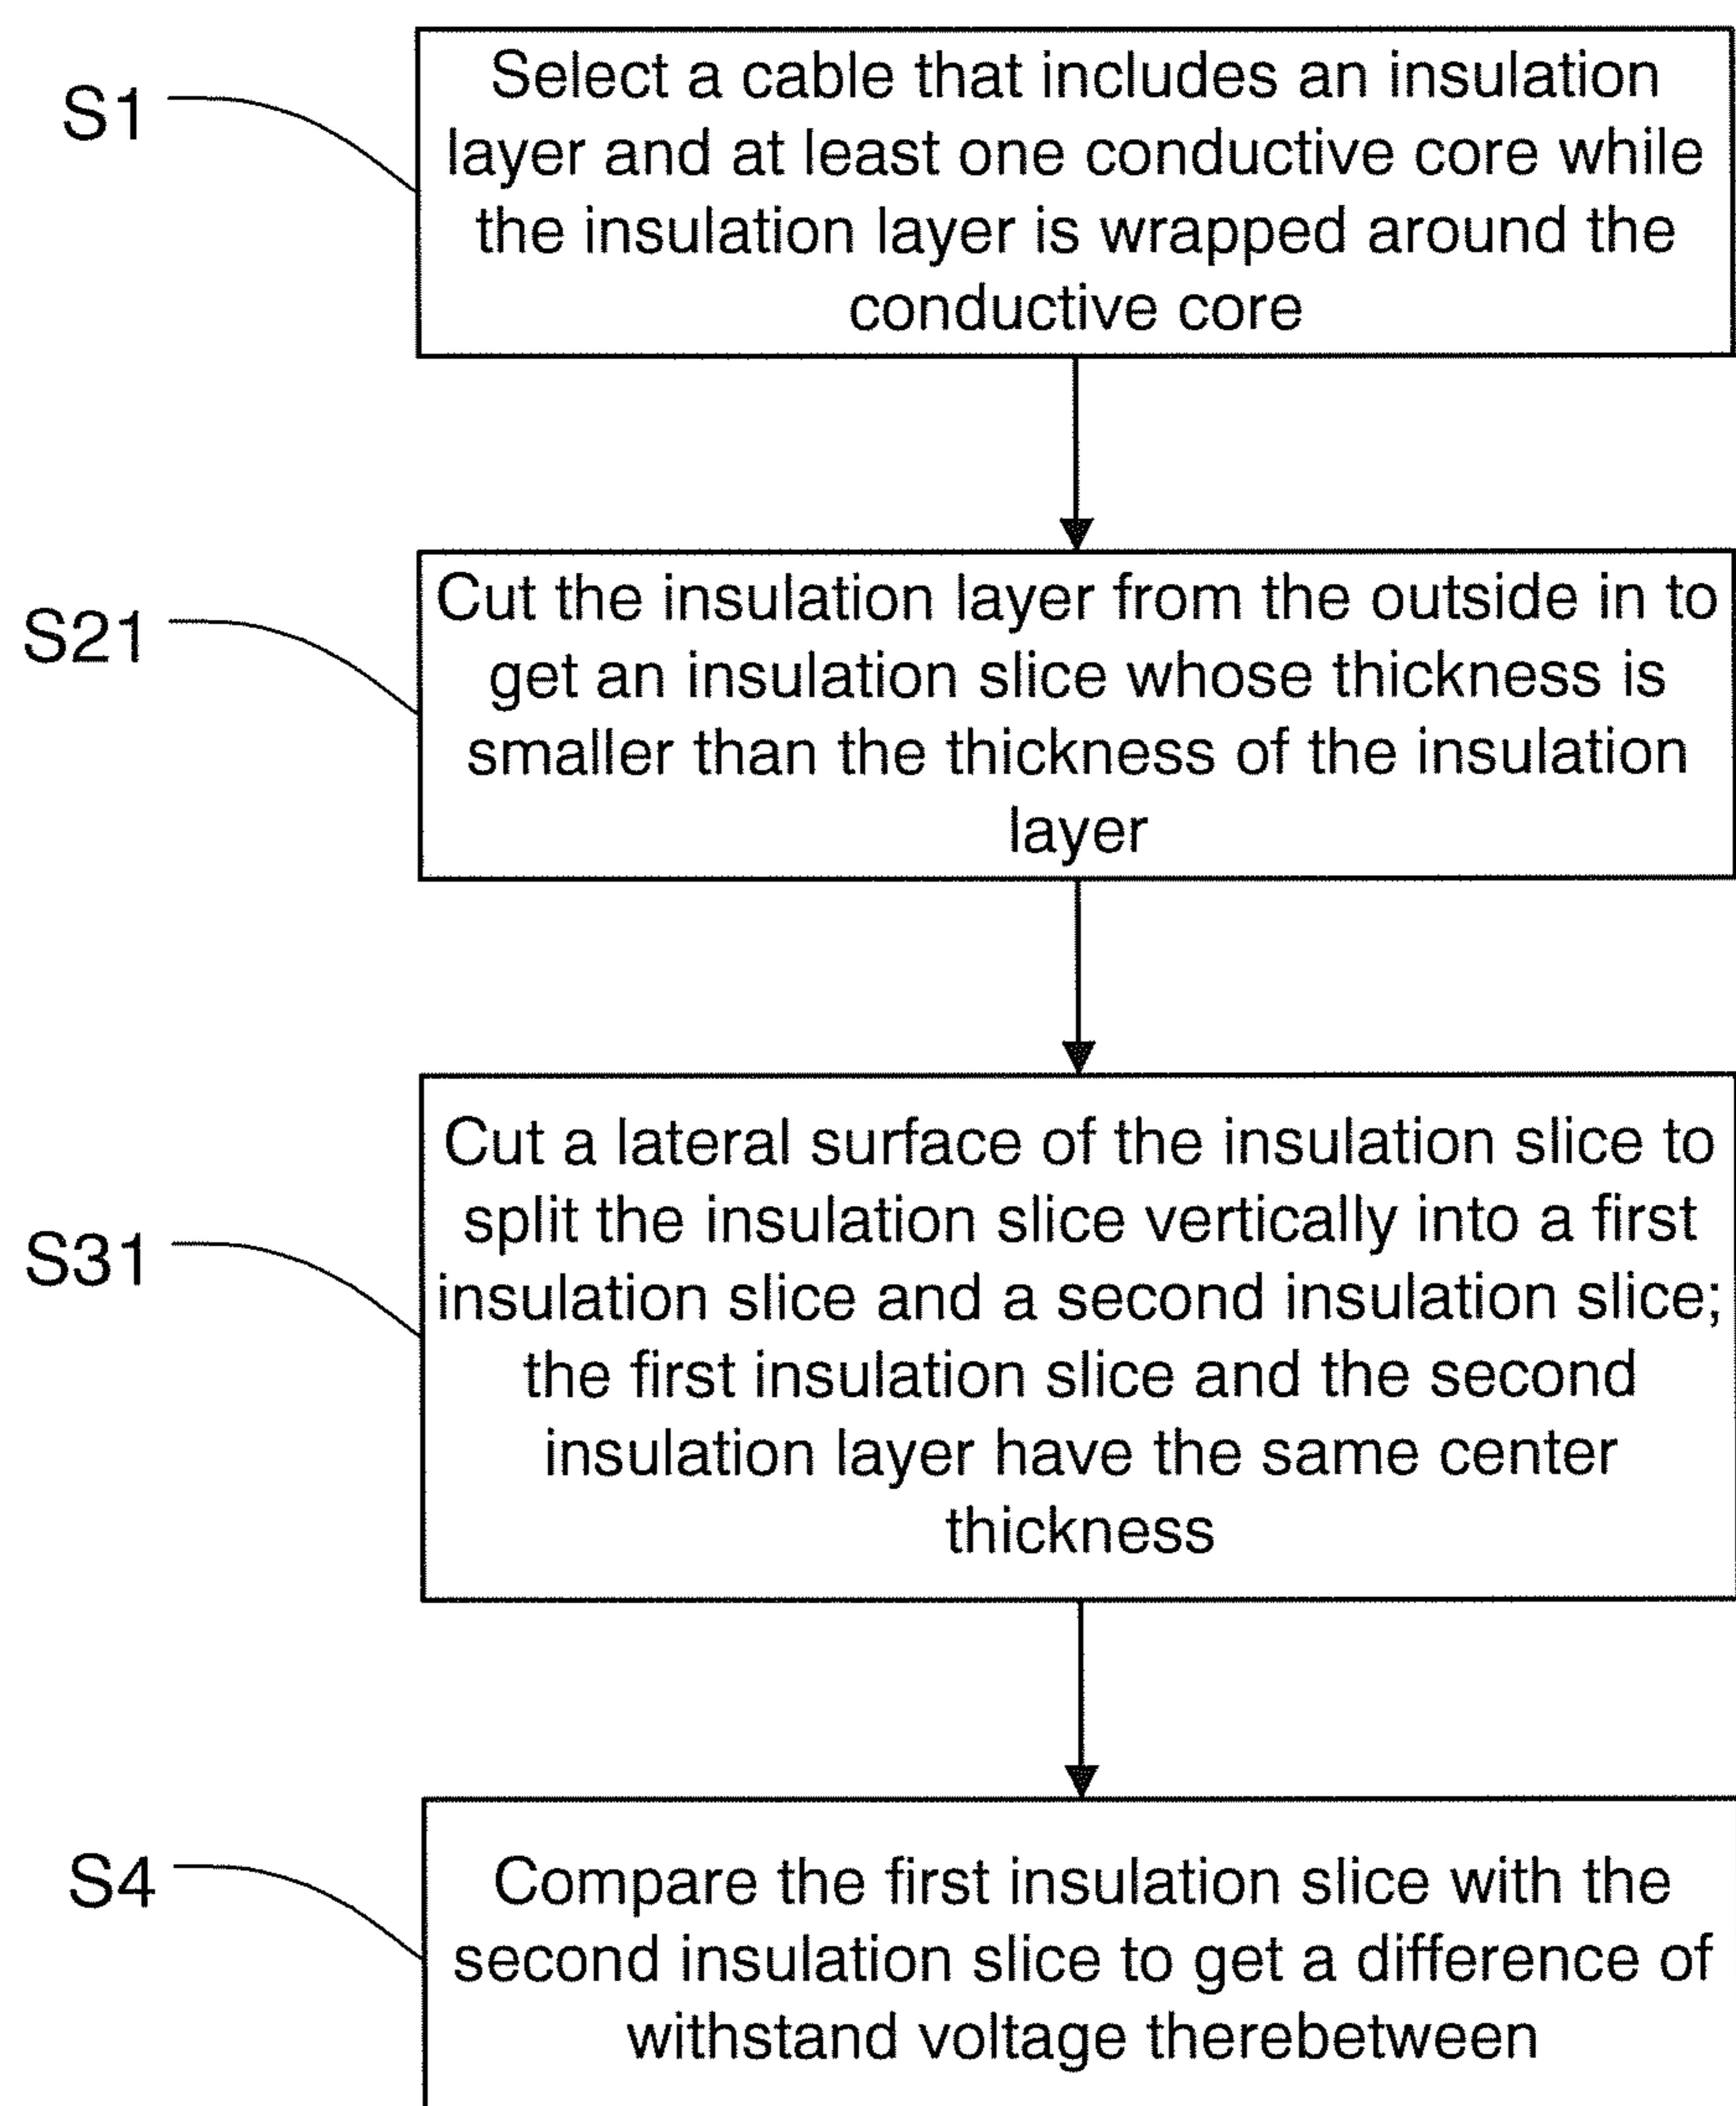 S1
Select a cable that includes an insulation
layer and at least one conductive core while
the insulation layer is wrapped around the
conductive core
S21
Cut the insulation layer from the outside in to
get an insulation slice whose thickness is
smaller than the thickness of the insulation
layer
S31
Cut a lateral surface of the insulation slice to
split the insulation slice vertically into a first
insulation slice and a second insulation slice;
the first insulation slice and the second
insulation layer have the same center
thickness
S4
Compare the first insulation slice with the
second insulation slice to get a difference of
withstand voltage therebetween